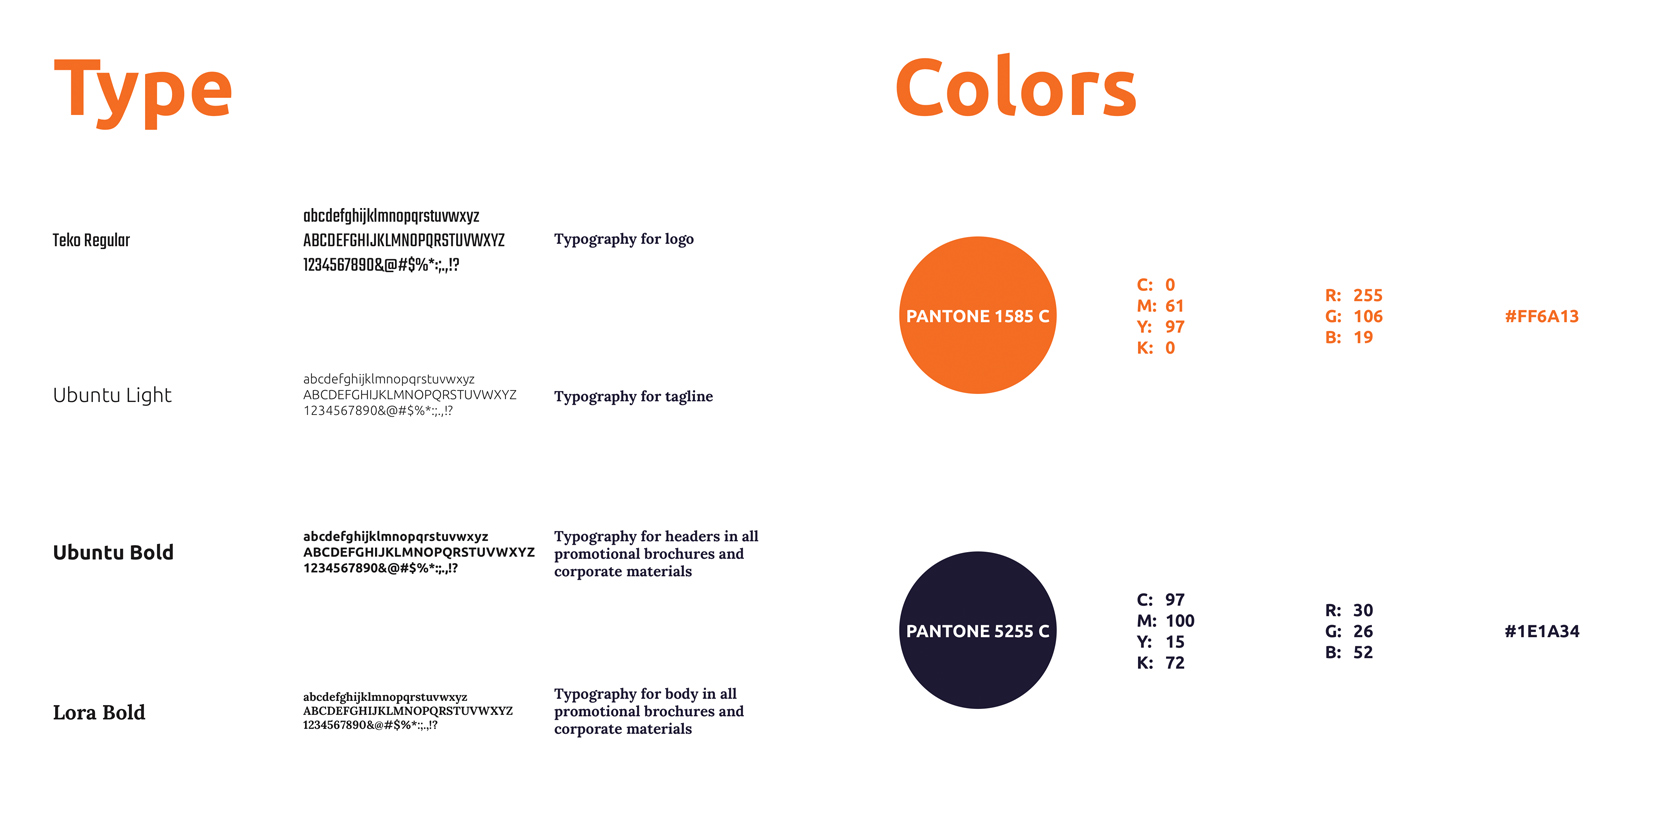 Type
Teko Regular
abcdefghijklmnopqrstuvwxyz
ABCDEFGHIJKLMNOPQRSTUVWXYZ
1234567890&@#$%*:;.,!?
Typography for logo
Ubuntu Light
abcdefghijklmnopqrstuvwxyz
ABCDEFGHIJKLMNOPQRSTUVWXYZ
1234567890&@#$%*:;.,!?
Typography for tagline
Ubuntu Bold
abcdefghijklmnopqrstuvwxyz
ABCDEFGHIJKLMNOPQRSTUVWXYZ
1234567890&@#$%*:;.,!?
Typography for headers in all
promotional brochures and
corporate materials
Lora Bold
abcdefghijklmnopqrstuvwxyz
ABCDEFGHIJKLMNOPQRSTUVWXYZ
1234567890&@#$%*:;.,!?
Typography for body in all
promotional brochures and
corporate materials
Colors
PANTONE 1585 C
C: 0
M: 61
Y: 97
K: 0
R: 255
G: 106
B: 19
#FF6A13
PANTONE 5255 C
C: 97
M: 100
Y: 15
K: 72
R: 30
G: 26
B: 52
#1E1A34